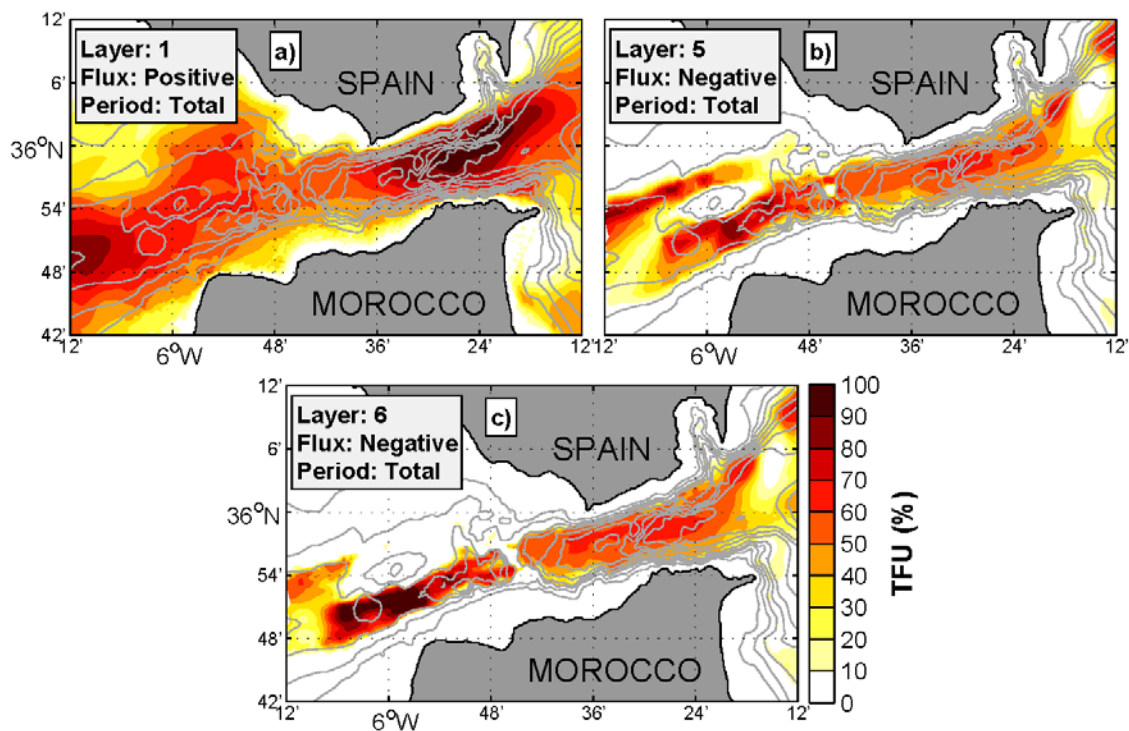 12'
6'
36°N
54'
48'
42'
Layer: 1
Flux: Positive
Period: Total
a)
SPAIN
MOROCCO
12' 6°W 48' 36' 24' 12'
Layer: 5
Flux: Negative
Period: Total
b)
SPAIN
MOROCCO
12' 6°W 48' 36' 24' 12'
12'
6'
36°N
54'
48'
42'
Layer: 6
Flux: Negative
Period: Total
c)
SPAIN
MOROCCO
12' 6°W 48' 36' 24' 12'
100
90
80
70
60
50
40
30
20
10
0
TFU (%)